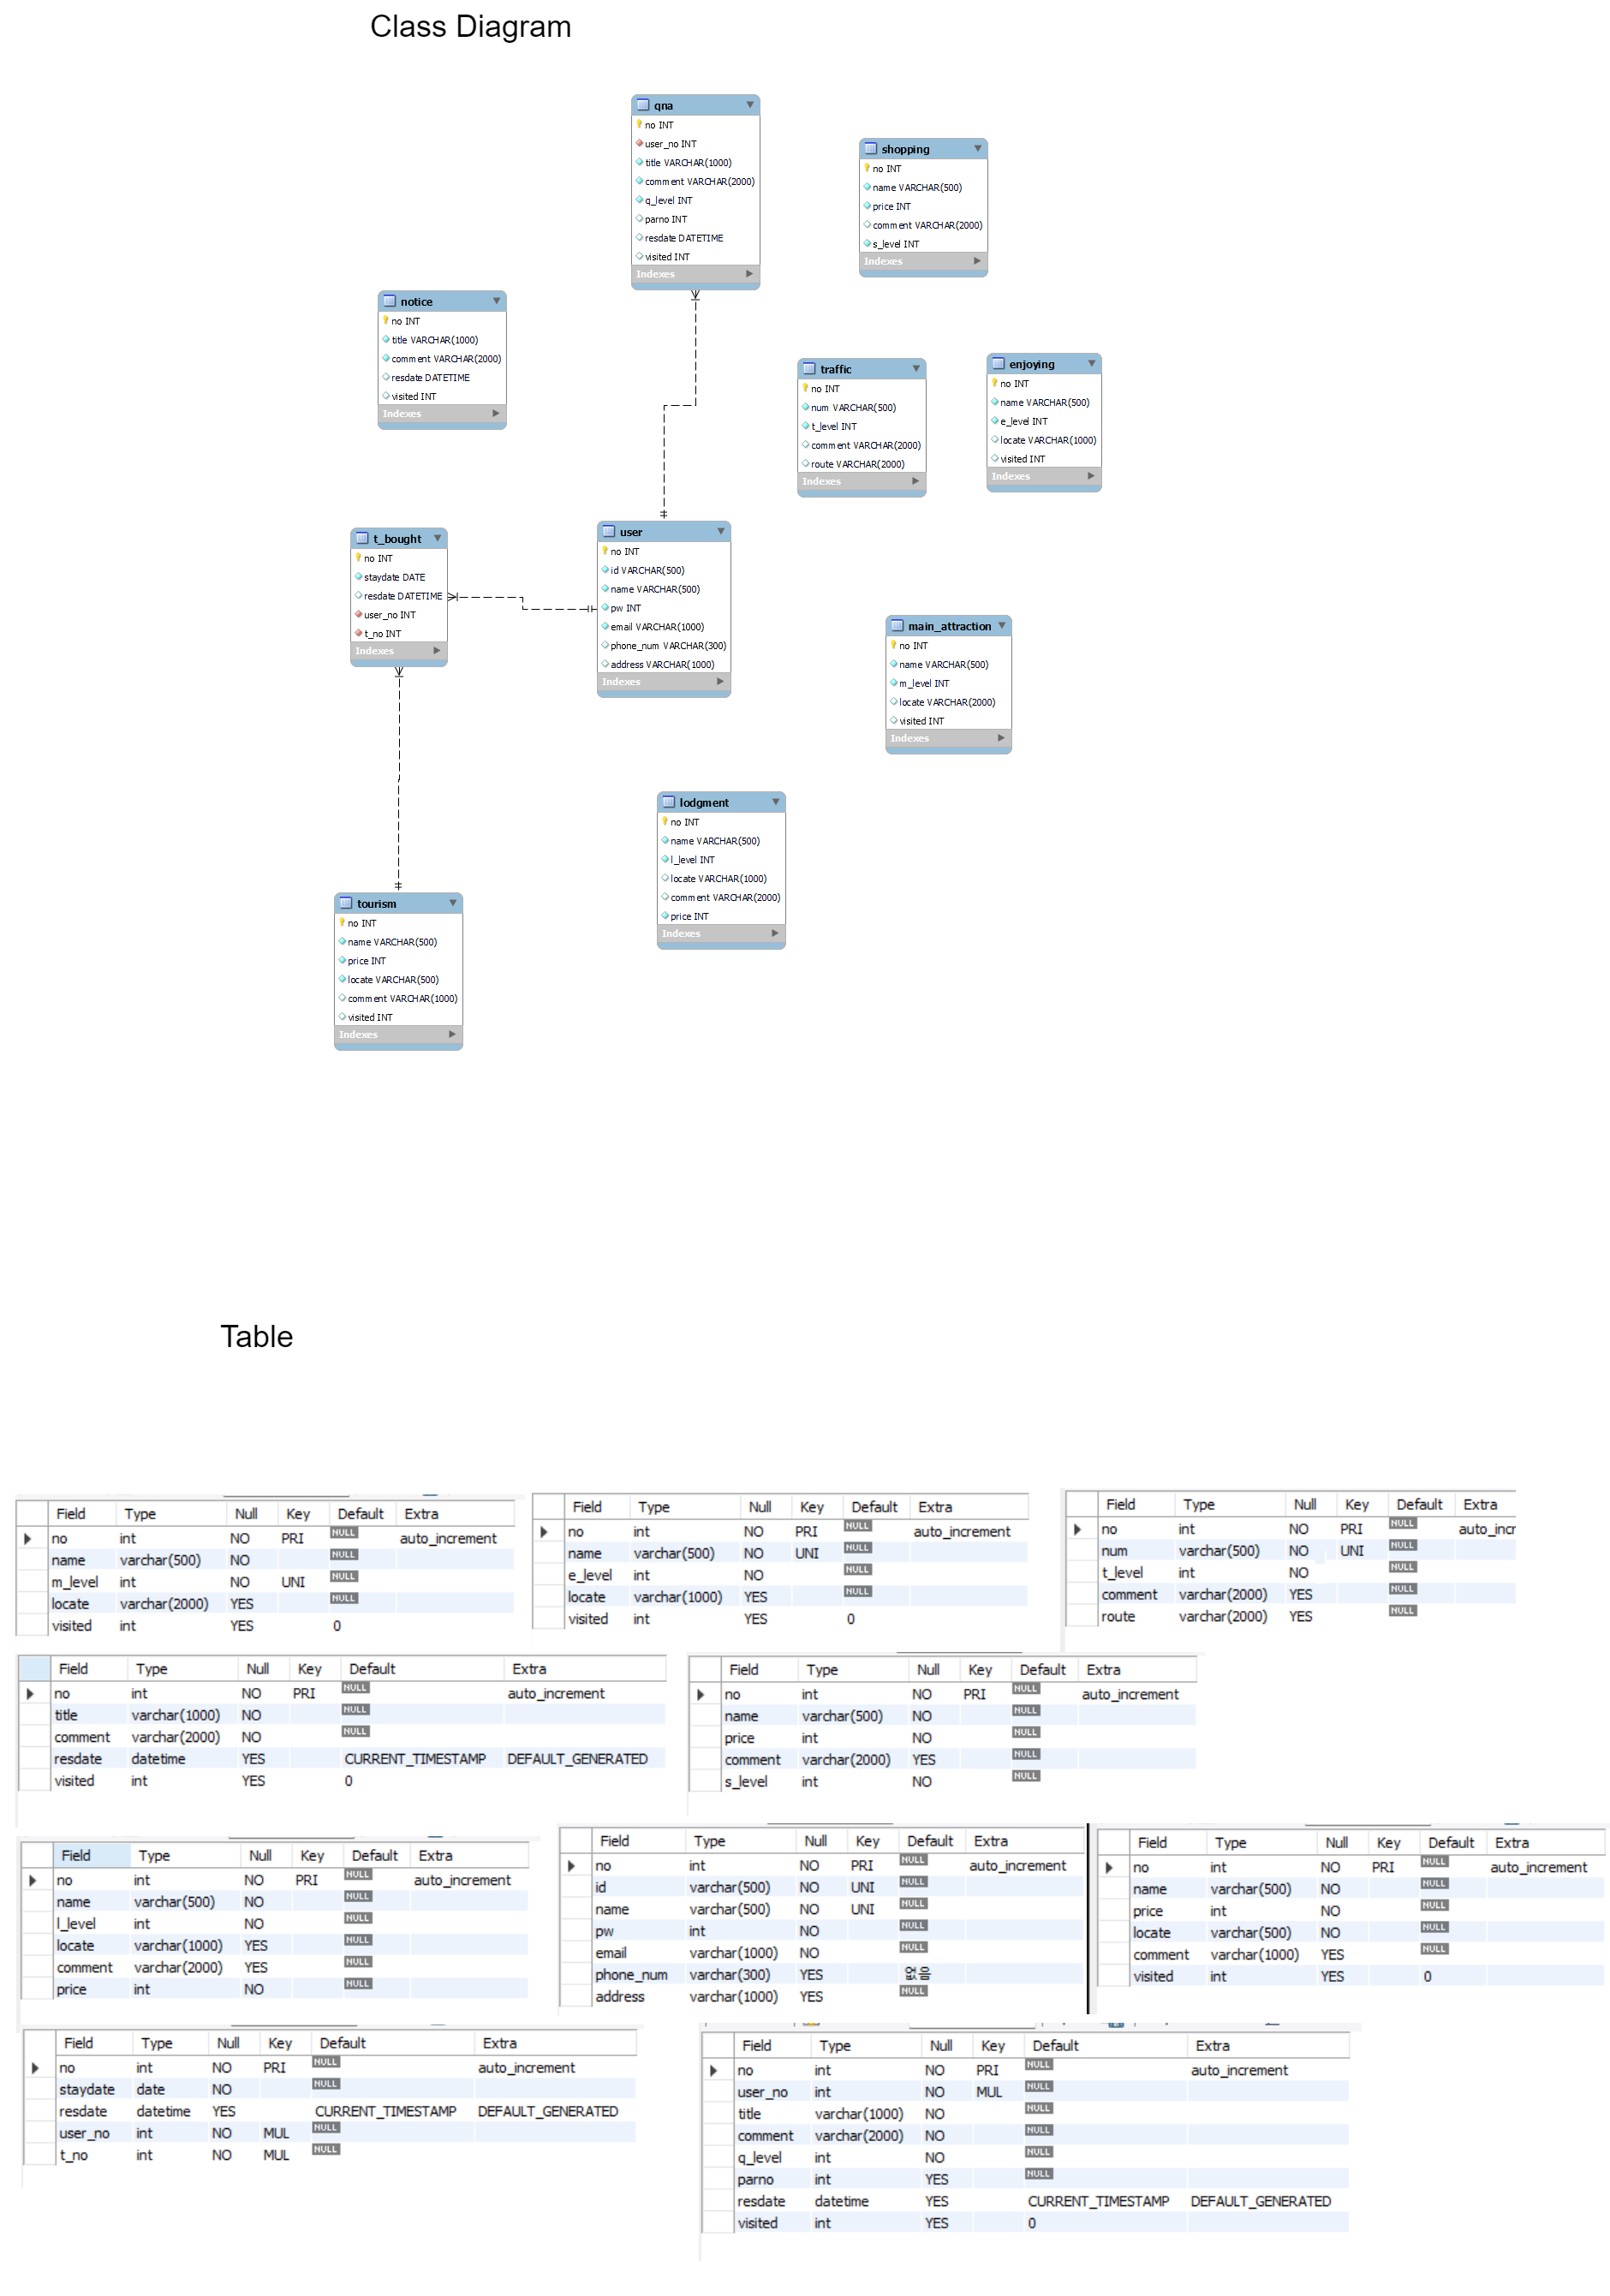 Class Diagram
qna
no INT
user_no INT
title VARCHAR(1000)
comment VARCHAR(2000)
q_level INT
parno INT
resdate DATETIME
visited INT
Indexes
shopping
no INT
name VARCHAR(500)
price INT
comment VARCHAR(2000)
s_level INT
Indexes
notice
no INT
title VARCHAR(1000)
comment VARCHAR(2000)
resdate DATETIME
visited INT
Indexes
traffic
no INT
num VARCHAR(500)
t_level INT
comment VARCHAR(2000)
route VARCHAR(2000)
Indexes
enjoying
no INT
name VARCHAR(500)
e_level INT
locate VARCHAR(1000)
visited INT
Indexes
t_bought
no INT
staydate DATE
resdate DATETIME
user_no INT
t_no INT
Indexes
user
no INT
id VARCHAR(500)
name VARCHAR(500)
pw INT
email VARCHAR(1000)
phone_num VARCHAR(300)
address VARCHAR(1000)
Indexes
main_attraction
no INT
name VARCHAR(500)
m_level INT
locate VARCHAR(2000)
visited INT
Indexes
lodgment
no INT
name VARCHAR(500)
l_level INT
locate VARCHAR(1000)
comment VARCHAR(2000)
price INT
Indexes
tourism
no INT
name VARCHAR(500)
price INT
locate VARCHAR(500)
comment VARCHAR(1000)
visited INT
Indexes
Table
Field Type Null Key Default Extra
no int NO PRI NULL auto_increment
name varchar(500) NO NULL
m_level int NO UNI NULL
locate varchar(2000) YES NULL
visited int YES 0
Field Type Null Key Default Extra
no int NO PRI NULL auto_increment
name varchar(500) NO UNI NULL
e_level int NO NULL
locate varchar(1000) YES NULL
visited int YES 0
Field Type Null Key Default Extra
no int NO PRI NULL auto_incr
num varchar(500) NO UNI NULL
t_level int NO NULL
comment varchar(2000) YES NULL
route varchar(2000) YES NULL
Field Type Null Key Default Extra
no int NO PRI NULL auto_increment
title varchar(1000) NO NULL
comment varchar(2000) NO NULL
resdate datetime YES CURRENT_TIMESTAMP DEFAULT_GENERATED
visited int YES 0
Field Type Null Key Default Extra
no int NO PRI NULL auto_increment
name varchar(500) NO NULL
price int NO NULL
comment varchar(2000) YES NULL
s_level int NO NULL
Field Type Null Key Default Extra
no int NO PRI NULL auto_increment
name varchar(500) NO NULL
l_level int NO NULL
locate varchar(1000) YES NULL
comment varchar(2000) YES NULL
price int NO NULL
Field Type Null Key Default Extra
no int NO PRI NULL auto_increment
id varchar(500) NO UNI NULL
name varchar(500) NO UNI NULL
pw int NO NULL
email varchar(1000) NO NULL
phone_num varchar(300) YES 없음
address varchar(1000) YES NULL
Field Type Null Key Default Extra
no int NO PRI NULL auto_increment
name varchar(500) NO NULL
price int NO NULL
locate varchar(500) NO NULL
comment varchar(1000) YES NULL
visited int YES 0
Field Type Null Key Default Extra
no int NO PRI NULL auto_increment
staydate date NO NULL
resdate datetime YES CURRENT_TIMESTAMP DEFAULT_GENERATED
user_no int NO MUL NULL
t_no int NO MUL NULL
Field Type Null Key Default Extra
no int NO PRI NULL auto_increment
user_no int NO MUL NULL
title varchar(1000) NO NULL
comment varchar(2000) NO NULL
q_level int NO NULL
parno int YES NULL
resdate datetime YES CURRENT_TIMESTAMP DEFAULT_GENERATED
visited int YES 0